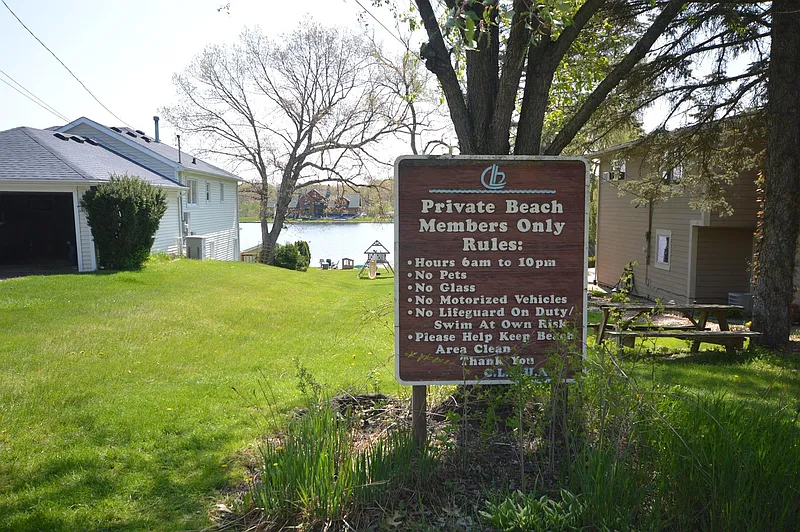 Private Beach
Members Only
Rules:
• Hours 6am to 10pm
• No Pets
• No Glass
• No Motorized Vehicles
• No Lifeguard On Duty/
Swim At Own Risk
• Please Help Keep Beach
Area Clean
Thank You